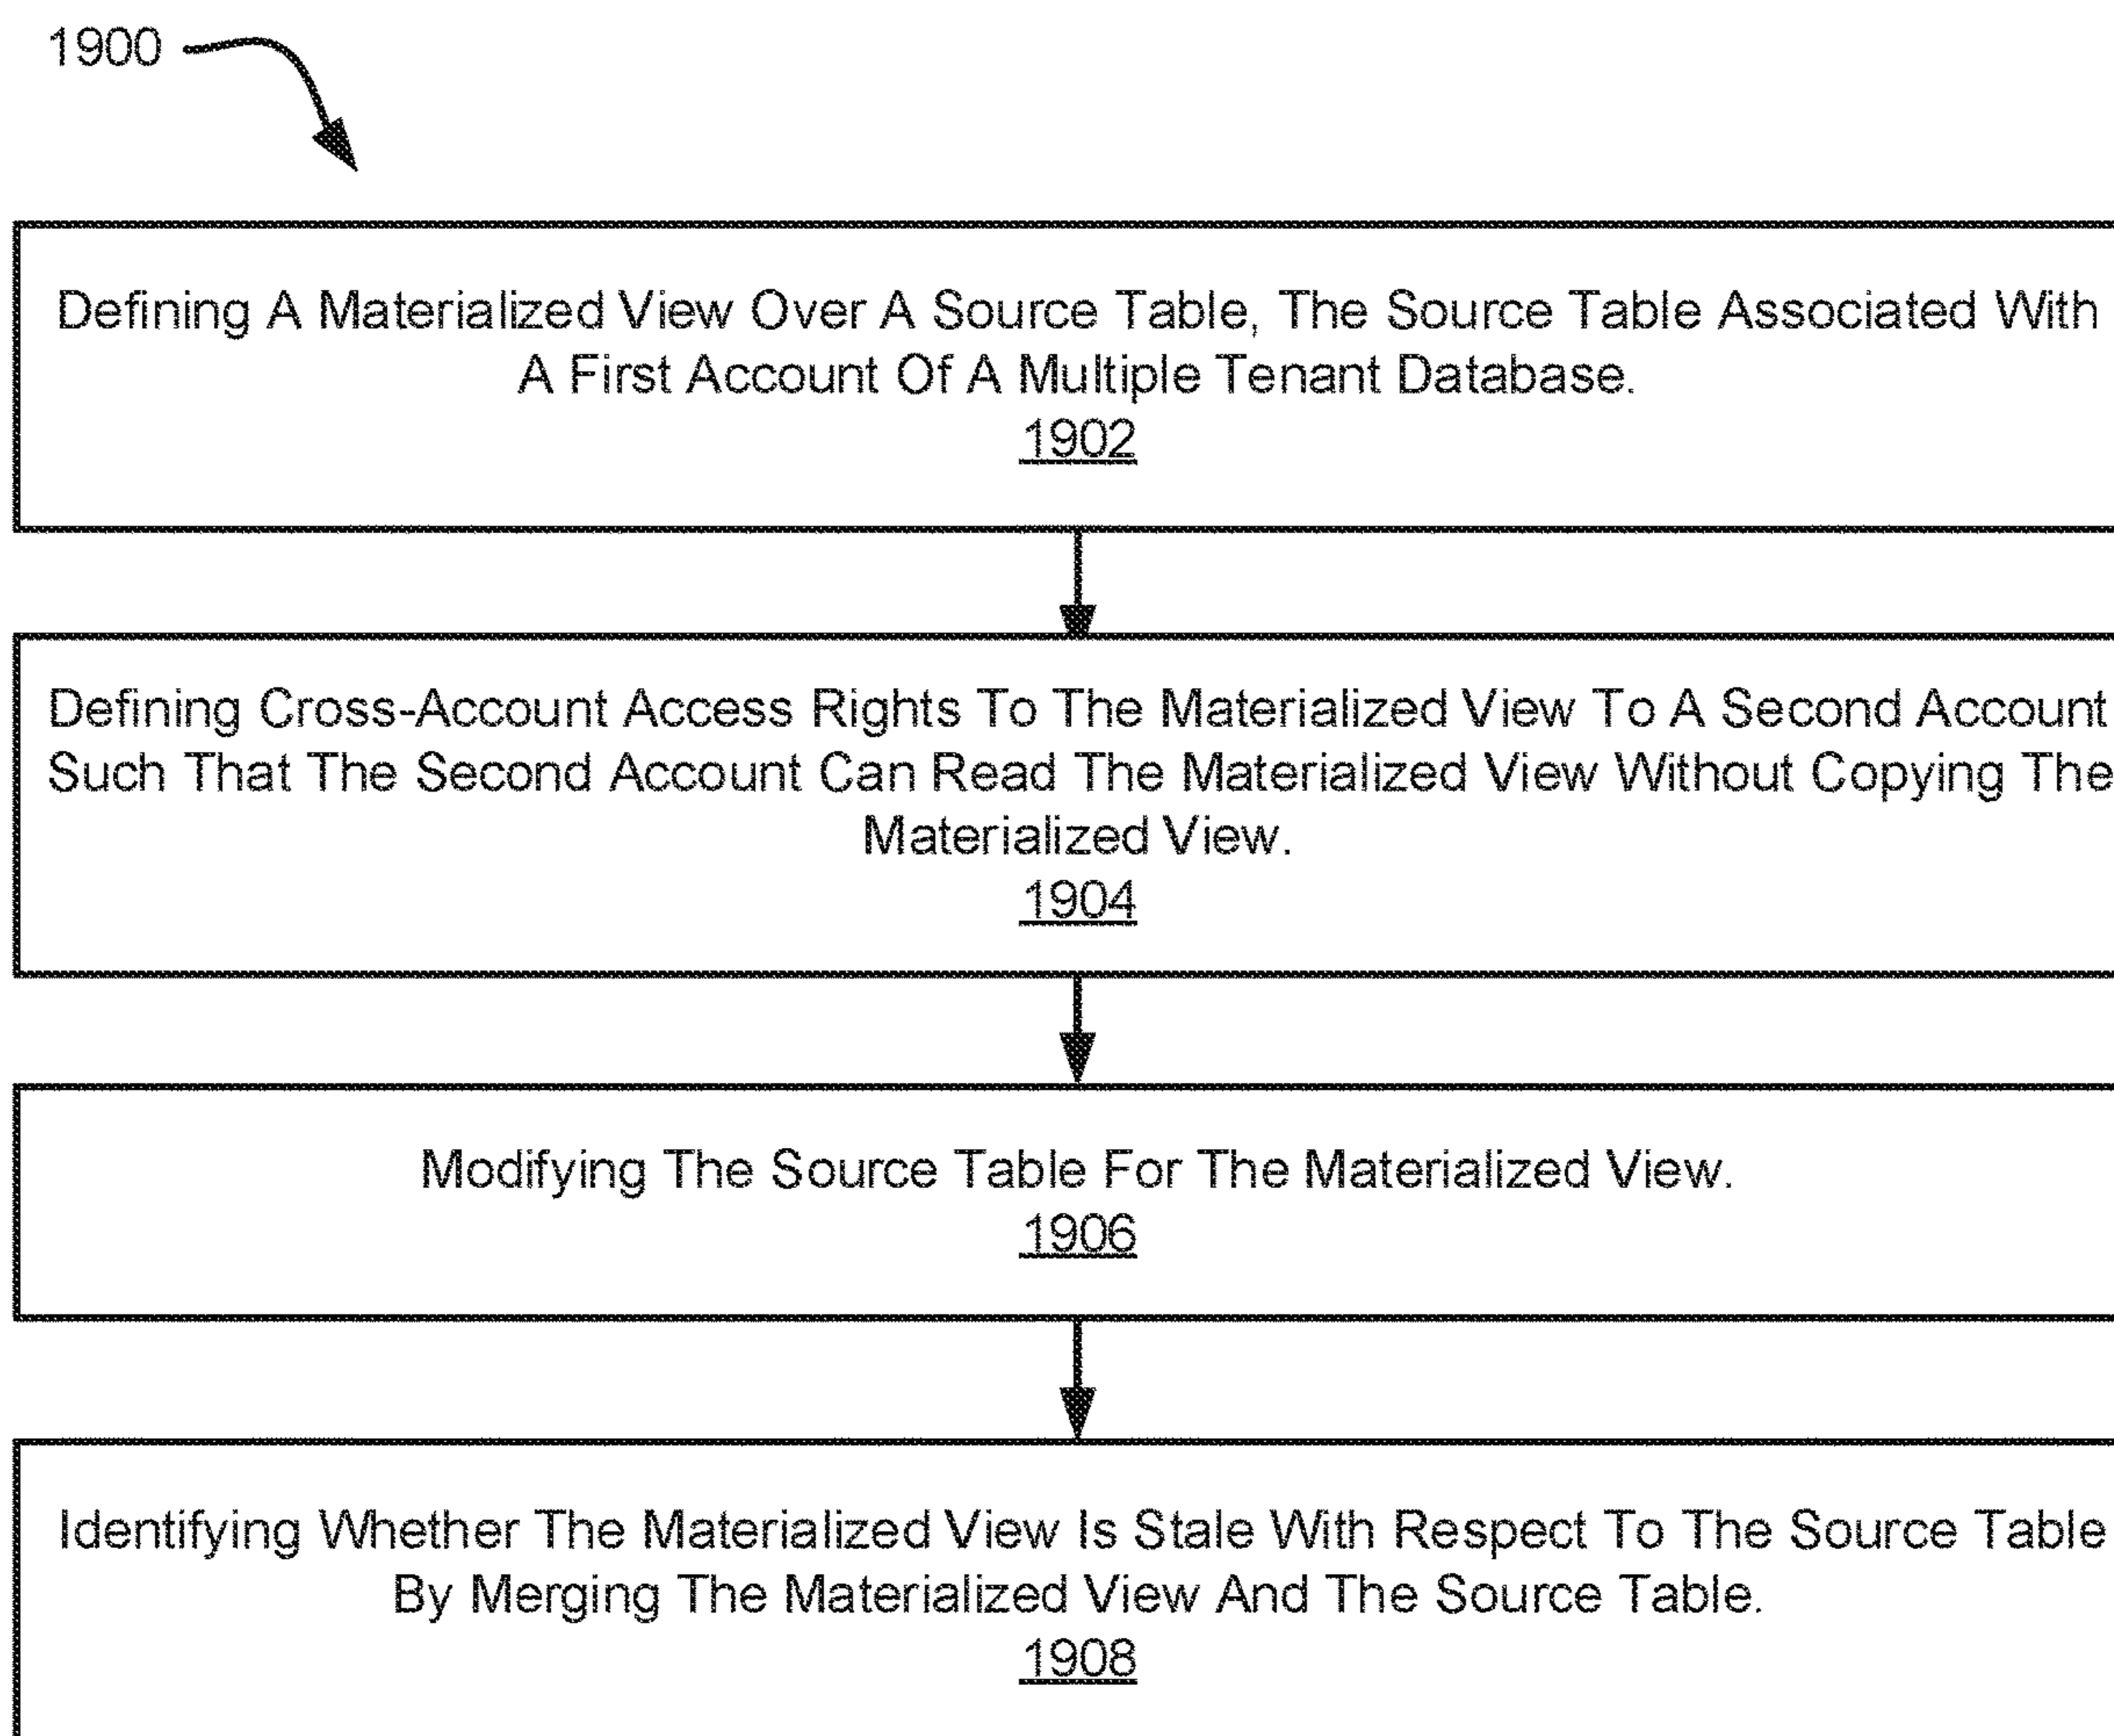 1900
Defining A Materialized View Over A Source Table, The Source Table Associated With
A First Account Of A Multiple Tenant Database.
1902
Defining Cross-Account Access Rights To The Materialized View To A Second Account
Such That The Second Account Can Read The Materialized View Without Copying The
Materialized View.
1904
Modifying The Source Table For The Materialized View.
1906
Identifying Whether The Materialized View Is Stale With Respect To The Source Table
By Merging The Materialized View And The Source Table.
1908